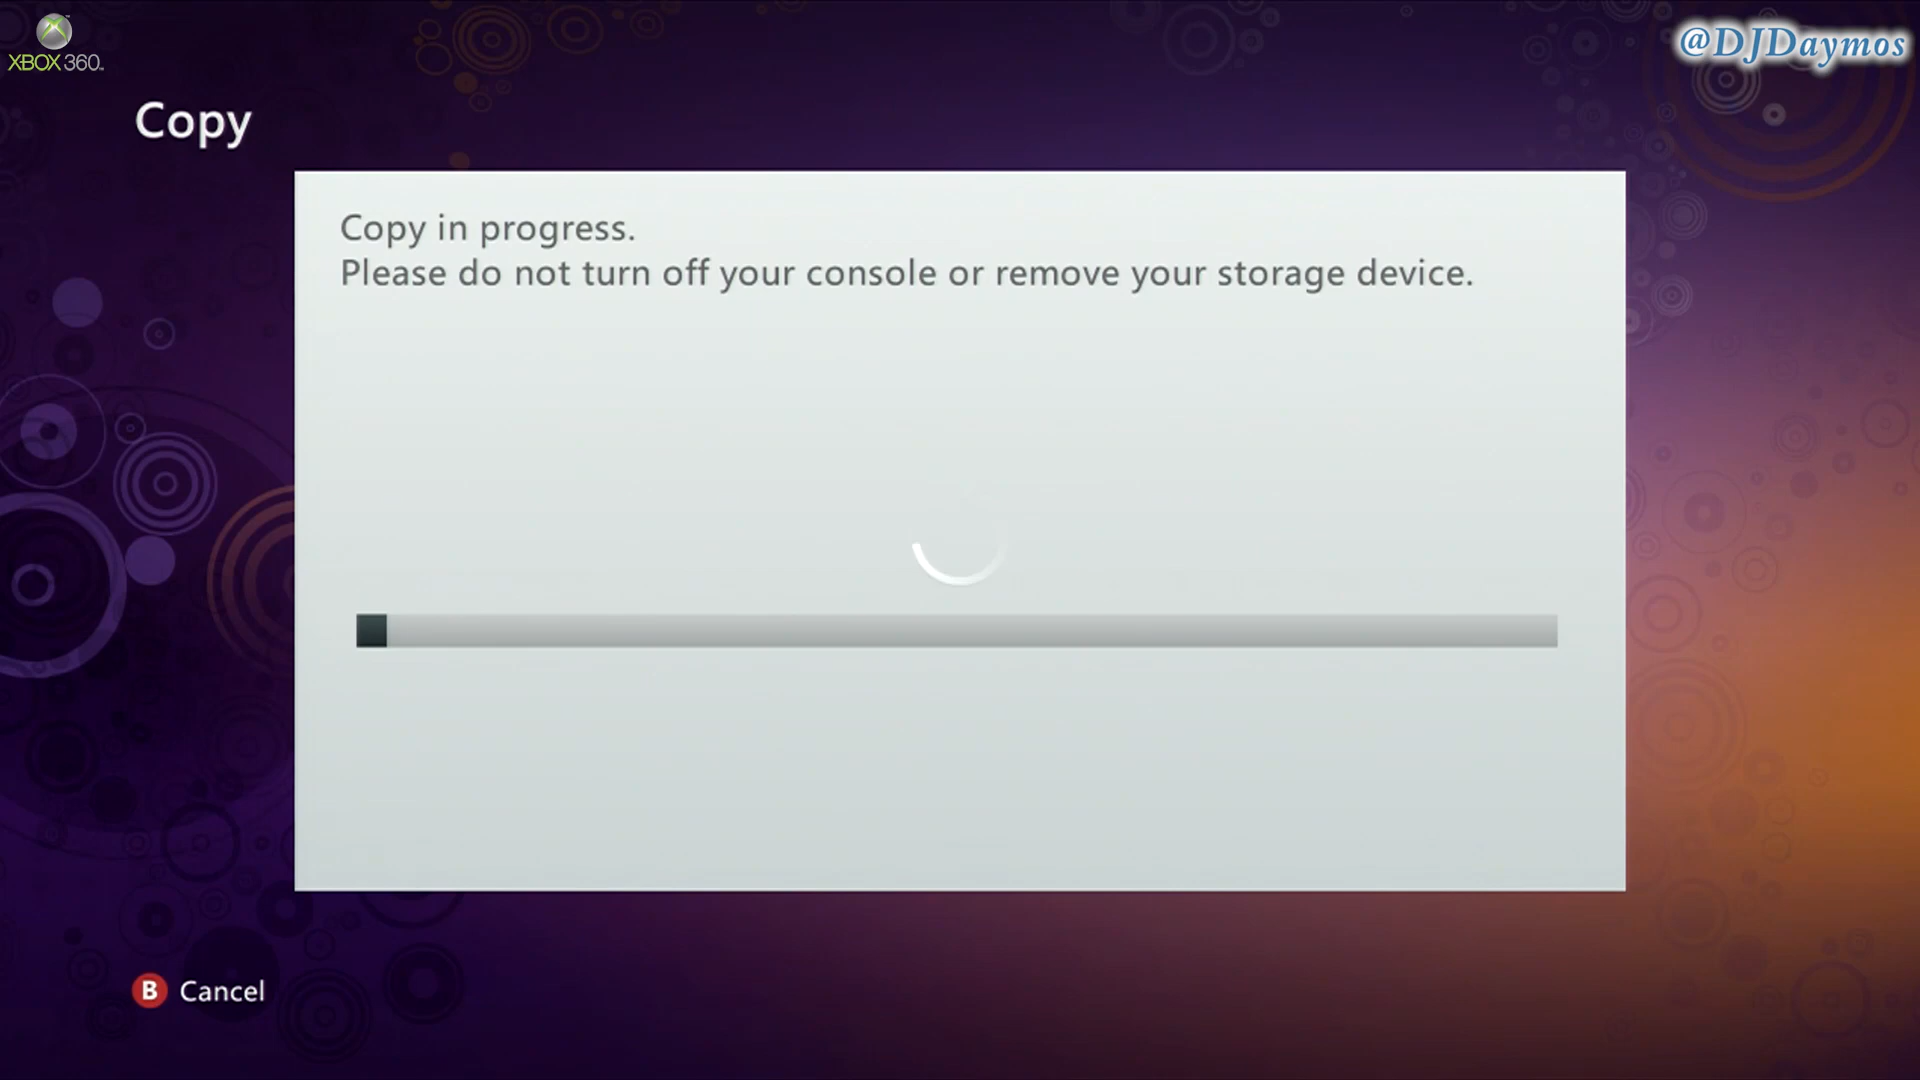 XBOX 360
@DJDaymos
Copy
Copy in progress.
Please do not turn off your console or remove your storage device.
B Cancel